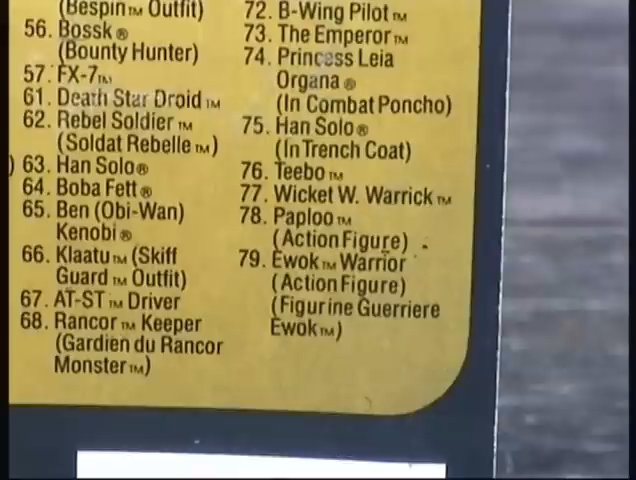 (Bespin™ Outfit)
56. Bossk®
(Bounty Hunter)
57. FX-7™
61. Death Star Droid™
62. Rebel Soldier™
(Soldat Rebelle™)
) 63. Han Solo®
64. Boba Fett®
65. Ben (Obi-Wan)
Kenobi®
66. Klaatu™ (Skiff
Guard™ Outfit)
67. AT-ST™ Driver
68. Rancor™ Keeper
(Gardien du Rancor
Monster™)
72. B-Wing Pilot™
73. The Emperor™
74. Princess Leia
Organa®
(In Combat Poncho)
75. Han Solo®
(In Trench Coat)
76. Teebo™
77. Wicket W. Warrick™
78. Paploo™
(Action Figure)
79. Ewok™ Warrior
(Action Figure)
(Figurine Guerriere
Ewok™)